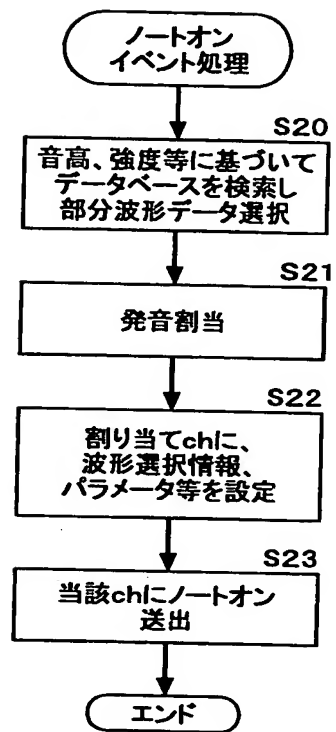 ノートオン
イベント処理
S20
音高、強度等に基づいて
データベースを検索し
部分波形データ選択
S21
発音割当
S22
割り当てchに、
波形選択情報、
パラメータ等を設定
S23
当該chにノートオン
送出
エンド